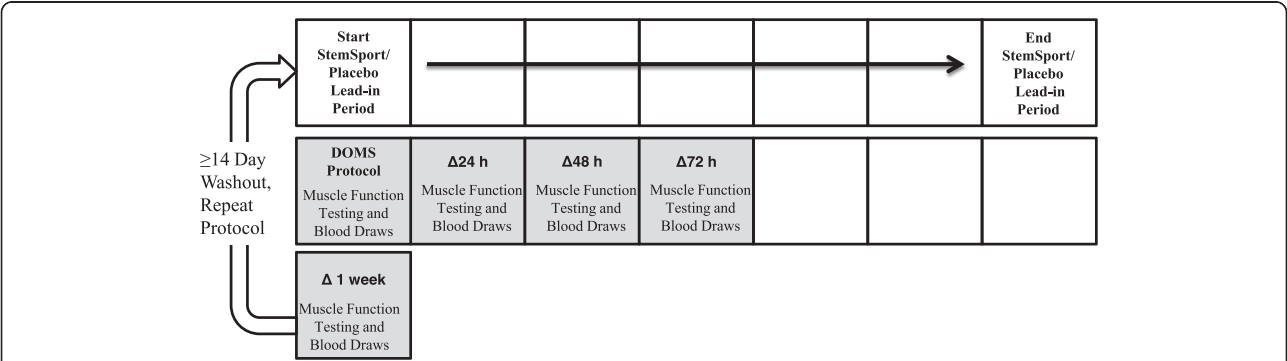 Start
StemSport/
Placebo
Lead-in
Period
End
StemSport/
Placebo
Lead-in
Period
≥14 Day
Washout,
Repeat
Protocol
DOMS
Protocol
Muscle Function
Testing and
Blood Draws
Δ24 h
Muscle Function
Testing and
Blood Draws
Δ48 h
Muscle Function
Testing and
Blood Draws
Δ72 h
Muscle Function
Testing and
Blood Draws
Δ 1 week
Muscle Function
Testing and
Blood Draws